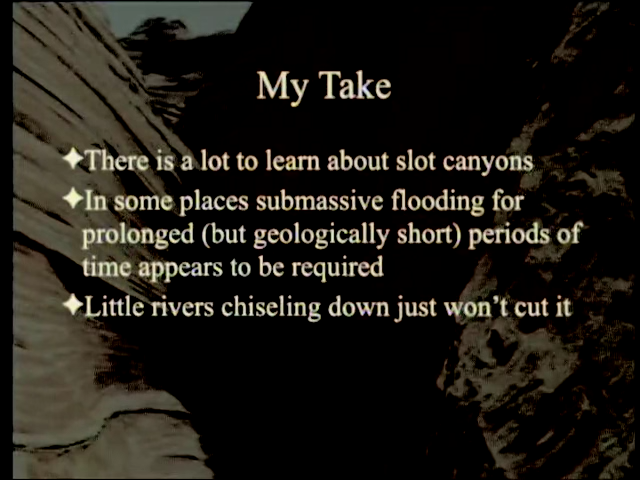 My Take
✦There is a lot to learn about slot canyons
✦In some places submassive flooding for
prolonged (but geologically short) periods of
time appears to be required
✦Little rivers chiseling down just won't cut it